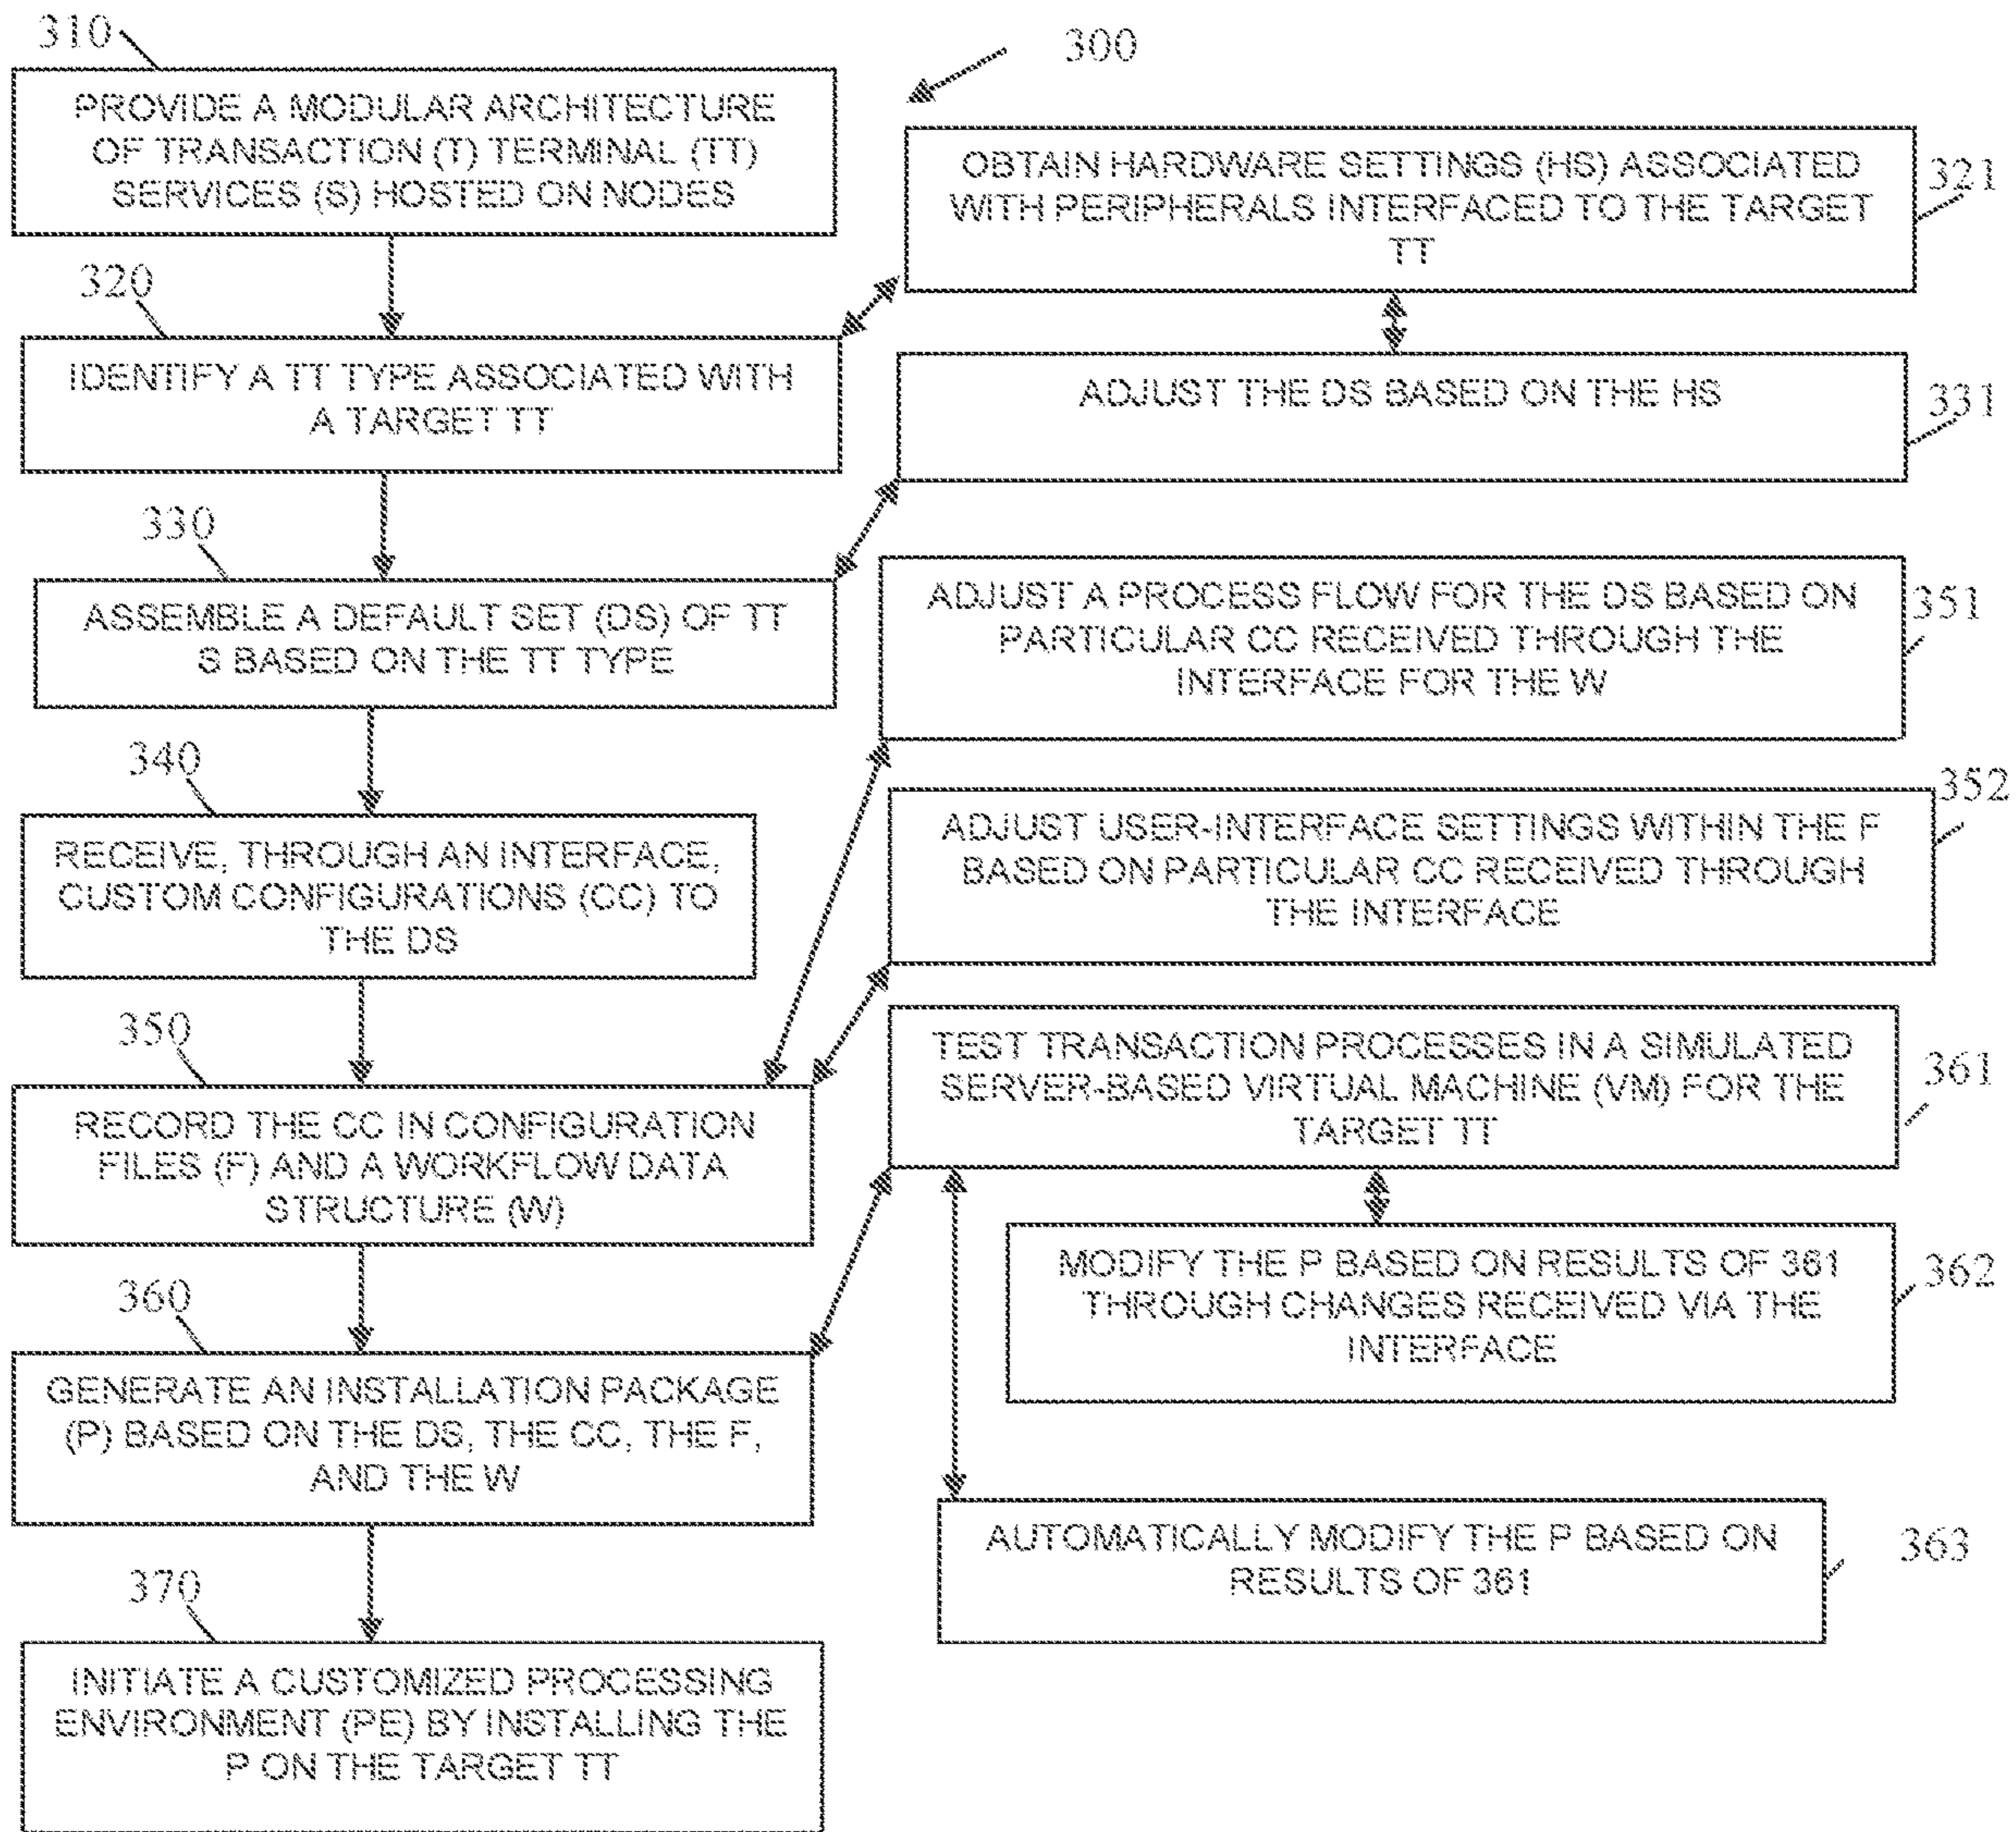 310
300
PROVIDE A MODULAR ARCHITECTURE
OF TRANSACTION (T) TERMINAL (TT)
SERVICES (S) HOSTED ON NODES
OBTAIN HARDWARE SETTINGS (HS) ASSOCIATED
WITH PERIPHERALS INTERFACED TO THE TARGET
TT
321
320
IDENTIFY A TT TYPE ASSOCIATED WITH
A TARGET TT
ADJUST THE DS BASED ON THE HS
331
330
ASSEMBLE A DEFAULT SET (DS) OF TT
S BASED ON THE TT TYPE
ADJUST A PROCESS FLOW FOR THE DS BASED ON
PARTICULAR CC RECEIVED THROUGH THE
INTERFACE FOR THE W
351
340
RECEIVE, THROUGH AN INTERFACE,
CUSTOM CONFIGURATIONS (CC) TO
THE DS
352
ADJUST USER-INTERFACE SETTINGS WITHIN THE F
BASED ON PARTICULAR CC RECEIVED THROUGH
THE INTERFACE
350
RECORD THE CC IN CONFIGURATION
FILES (F) AND A WORKFLOW DATA
STRUCTURE (W)
TEST TRANSACTION PROCESSES IN A SIMULATED
SERVER-BASED VIRTUAL MACHINE (VM) FOR THE
TARGET TT
361
MODIFY THE P BASED ON RESULTS OF 361
THROUGH CHANGES RECEIVED VIA THE
INTERFACE
362
360
GENERATE AN INSTALLATION PACKAGE
(P) BASED ON THE DS, THE CC, THE F,
AND THE W
AUTOMATICALLY MODIFY THE P BASED ON
RESULTS OF 361
363
370
INITIATE A CUSTOMIZED PROCESSING
ENVIRONMENT (PE) BY INSTALLING THE
P ON THE TARGET TT